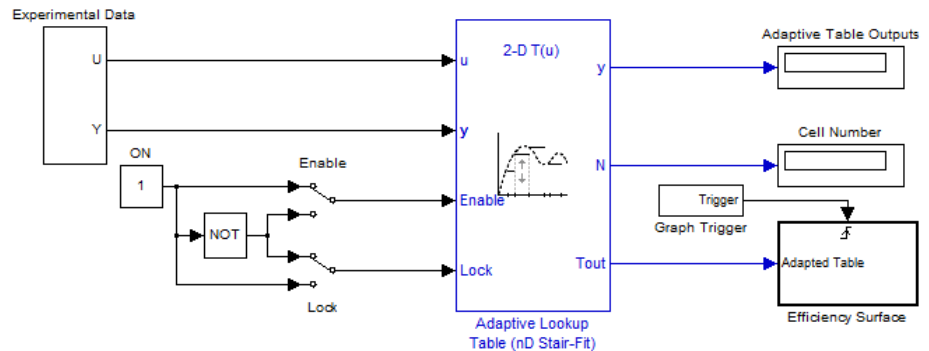 Experimental Data
U
Y
ON
1
NOT
Enable
Lock
2-D T(u)
u
y
Enable
Lock
y
N
Tout
Adaptive Lookup
Table (nD Stair-Fit)
Adaptive Table Outputs
Cell Number
Trigger
Graph Trigger
Adapted Table
Efficiency Surface